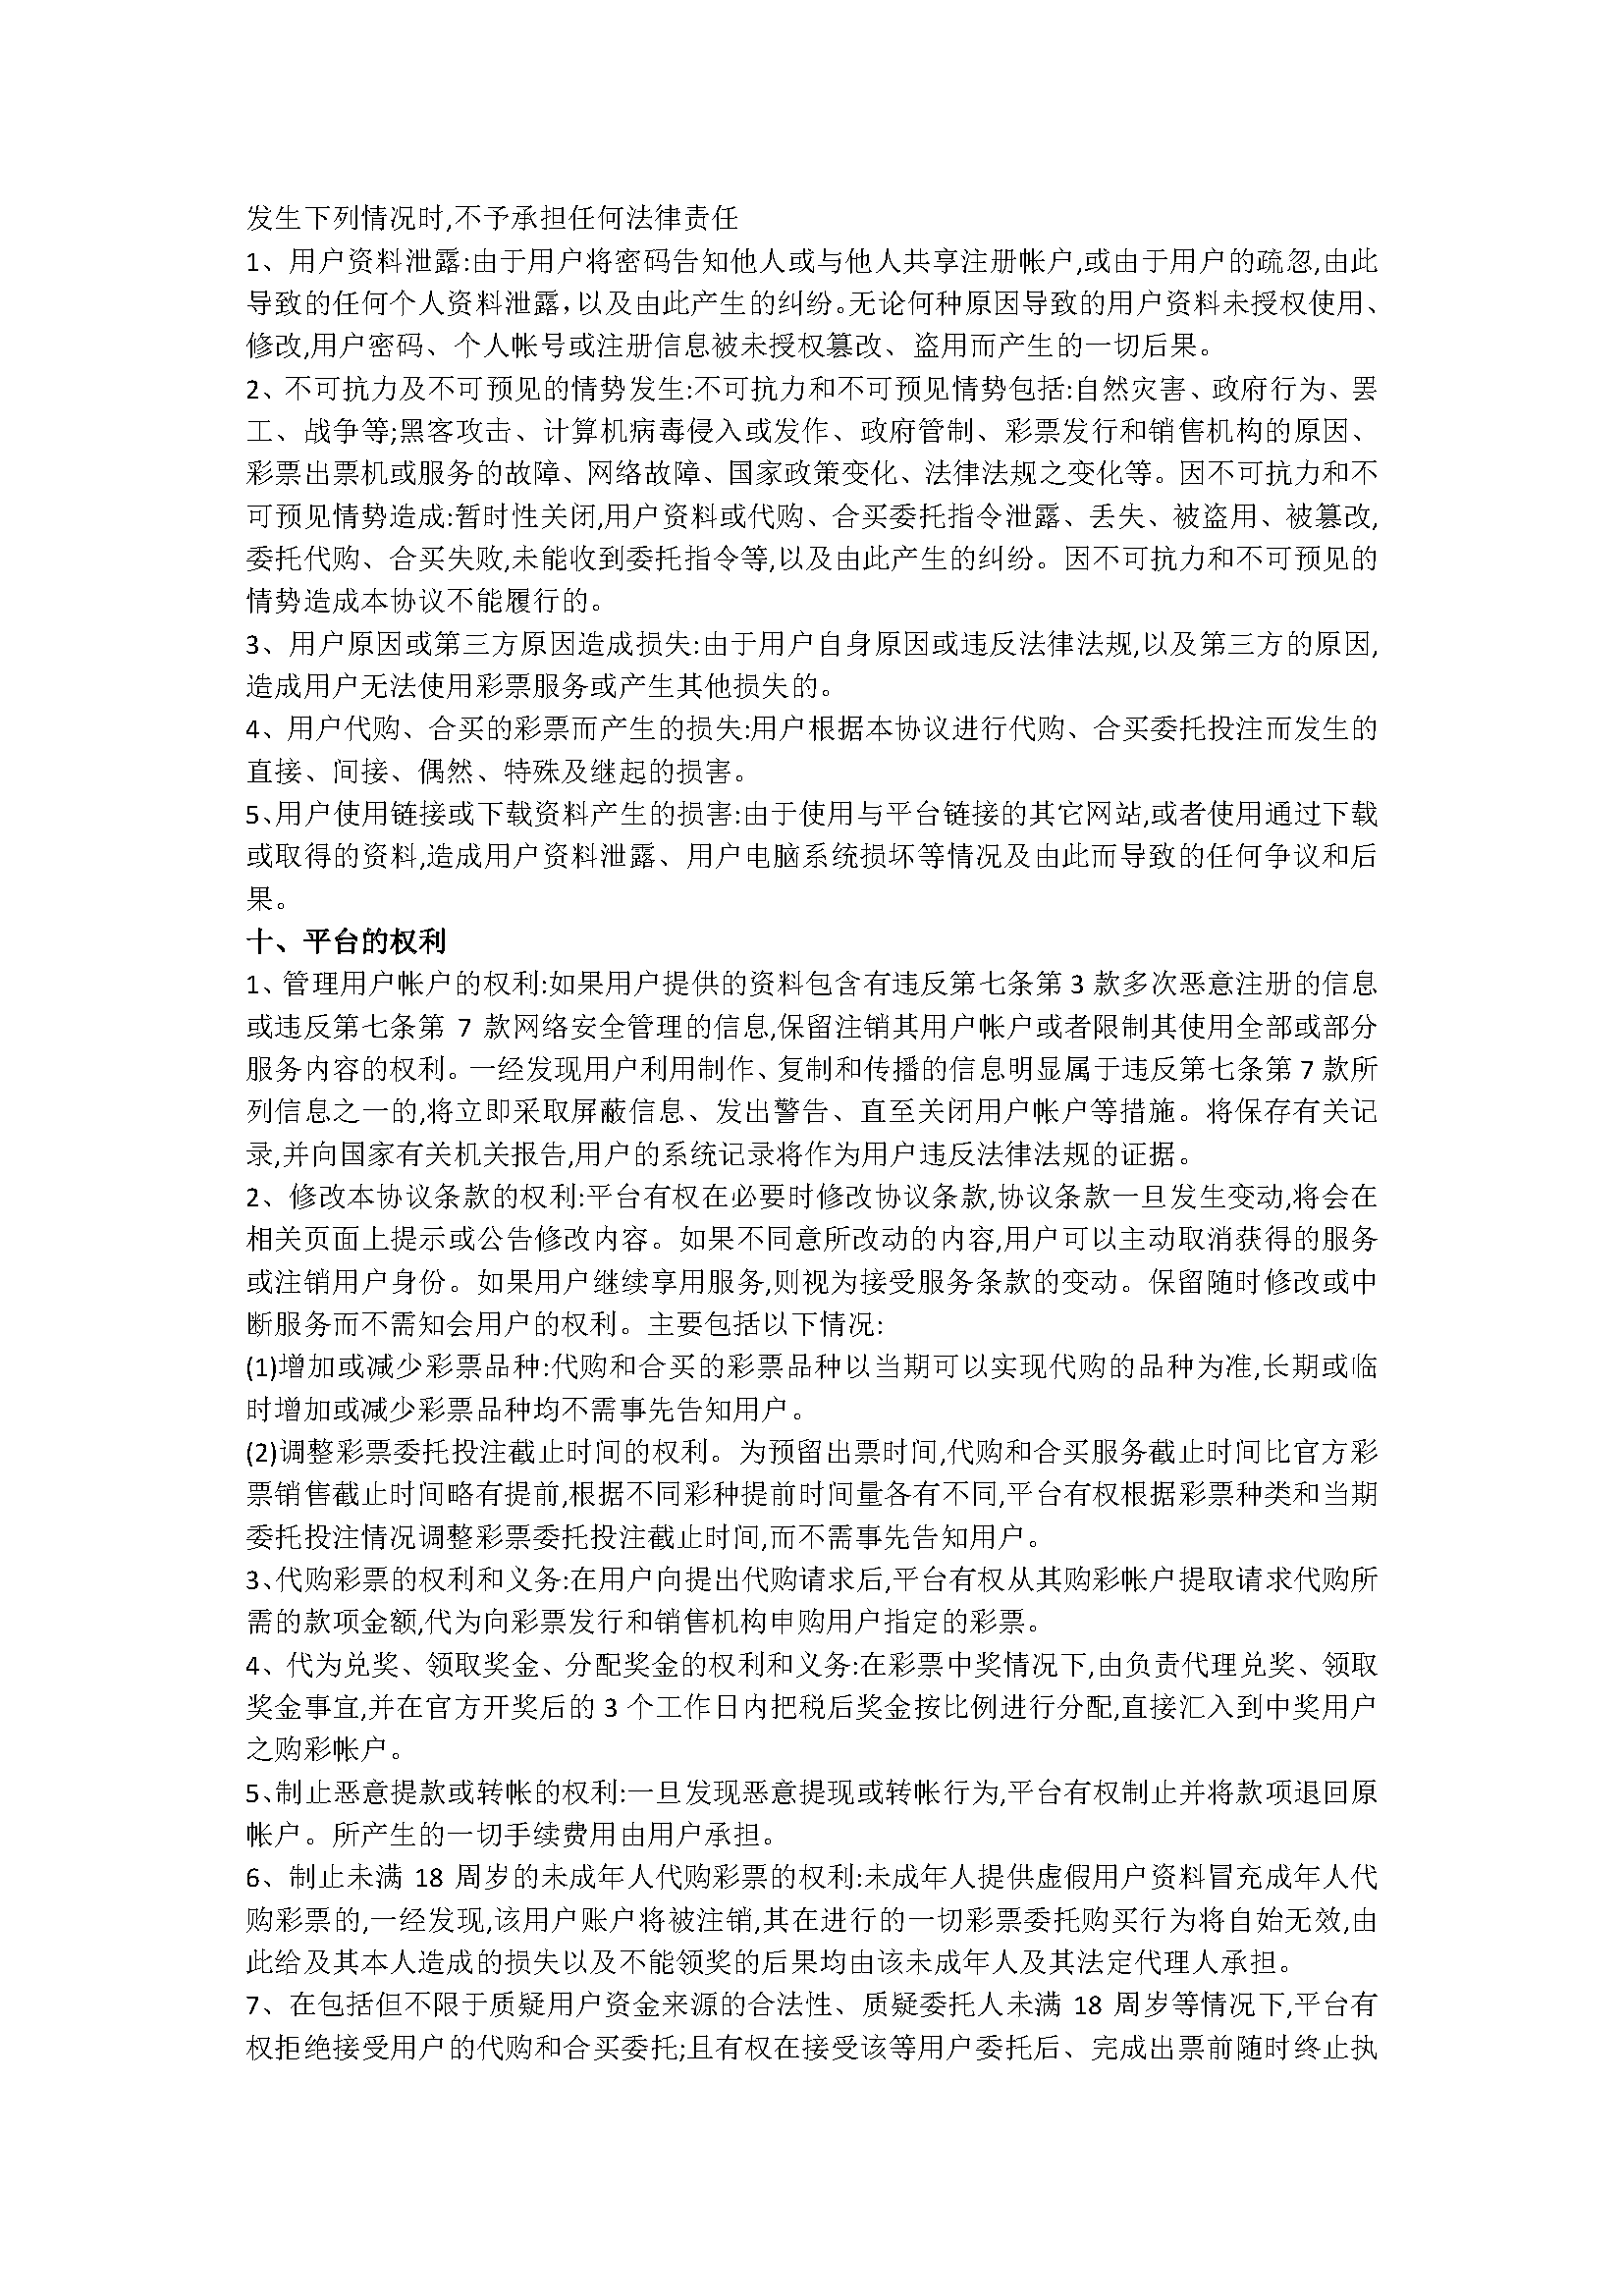 发生下列情况时,不予承担任何法律责任
1、用户资料泄露:由于用户将密码告知他人或与他人共享注册帐户,或由于用户的疏忽,由此
导致的任何个人资料泄露，以及由此产生的纠纷。无论何种原因导致的用户资料未授权使用、
修改,用户密码、个人帐号或注册信息被未授权篡改、盗用而产生的一切后果。
2、不可抗力及不可预见的情势发生:不可抗力和不可预见情势包括:自然灾害、政府行为、罢
工、战争等;黑客攻击、计算机病毒侵入或发作、政府管制、彩票发行和销售机构的原因、
彩票出票机或服务的故障、网络故障、国家政策变化、法律法规之变化等。因不可抗力和不
可预见情势造成:暂时性关闭,用户资料或代购、合买委托指令泄露、丢失、被盗用、被篡改,
委托代购、合买失败,未能收到委托指令等,以及由此产生的纠纷。因不可抗力和不可预见的
情势造成本协议不能履行的。
3、用户原因或第三方原因造成损失:由于用户自身原因或违反法律法规,以及第三方的原因,
造成用户无法使用彩票服务或产生其他损失的。
4、用户代购、合买的彩票而产生的损失:用户根据本协议进行代购、合买委托投注而发生的
直接、间接、偶然、特殊及继起的损害。
5、用户使用链接或下载资料产生的损害:由于使用与平台链接的其它网站,或者使用通过下载
或取得的资料,造成用户资料泄露、用户电脑系统损坏等情况及由此而导致的任何争议和后
果。
十、平台的权利
1、管理用户帐户的权利:如果用户提供的资料包含有违反第七条第 3 款多次恶意注册的信息
或违反第七条第 7 款网络安全管理的信息,保留注销其用户帐户或者限制其使用全部或部分
服务内容的权利。一经发现用户利用制作、复制和传播的信息明显属于违反第七条第 7 款所
列信息之一的,将立即采取屏蔽信息、发出警告、直至关闭用户帐户等措施。将保存有关记
录,并向国家有关机关报告,用户的系统记录将作为用户违反法律法规的证据。
2、修改本协议条款的权利:平台有权在必要时修改协议条款,协议条款一旦发生变动,将会在
相关页面上提示或公告修改内容。如果不同意所改动的内容,用户可以主动取消获得的服务
或注销用户身份。如果用户继续享用服务,则视为接受服务条款的变动。保留随时修改或中
断服务而不需知会用户的权利。主要包括以下情况:
(1)增加或减少彩票品种:代购和合买的彩票品种以当期可以实现代购的品种为准,长期或临
时增加或减少彩票品种均不需事先告知用户。
(2)调整彩票委托投注截止时间的权利。为预留出票时间,代购和合买服务截止时间比官方彩
票销售截止时间略有提前,根据不同彩种提前时间量各有不同,平台有权根据彩票种类和当期
委托投注情况调整彩票委托投注截止时间,而不需事先告知用户。
3、代购彩票的权利和义务:在用户向提出代购请求后,平台有权从其购彩帐户提取请求代购所
需的款项金额,代为向彩票发行和销售机构申购用户指定的彩票。
4、代为兑奖、领取奖金、分配奖金的权利和义务:在彩票中奖情况下,由负责代理兑奖、领取
奖金事宜,并在官方开奖后的 3 个工作日内把税后奖金按比例进行分配,直接汇入到中奖用户
之购彩帐户。
5、制止恶意提款或转帐的权利:一旦发现恶意提现或转帐行为,平台有权制止并将款项退回原
帐户。所产生的一切手续费用由用户承担。
6、制止未满 18 周岁的未成年人代购彩票的权利:未成年人提供虚假用户资料冒充成年人代
购彩票的,一经发现,该用户账户将被注销,其在进行的一切彩票委托购买行为将自始无效,由
此给及其本人造成的损失以及不能领奖的后果均由该未成年人及其法定代理人承担。
7、在包括但不限于质疑用户资金来源的合法性、质疑委托人未满 18 周岁等情况下,平台有
权拒绝接受用户的代购和合买委托;且有权在接受该等用户委托后、完成出票前随时终止执